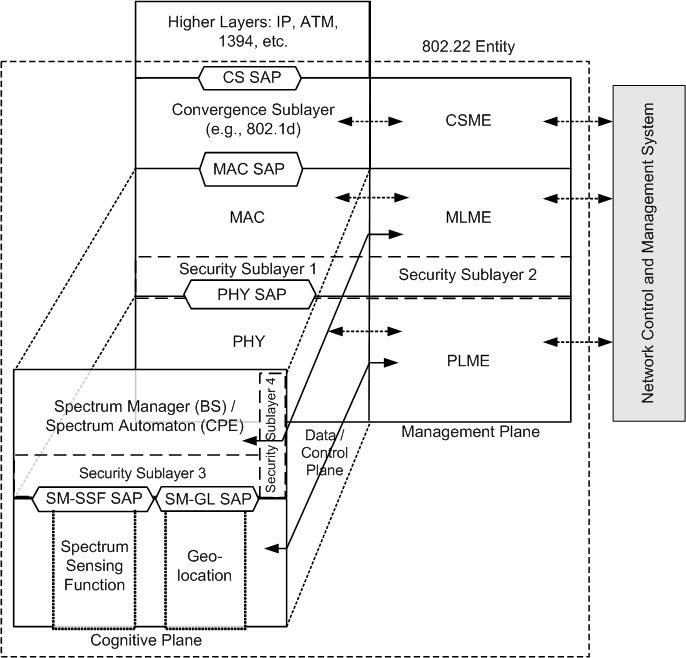 Higher Layers: IP, ATM,
1394, etc.
802.22 Entity
CS SAP
Convergence Sublayer
(e.g., 802.1d)
CSME
MAC SAP
MAC
MLME
Security Sublayer 1
Security Sublayer 2
PHY SAP
PHY
PLME
Network Control and Management System
Spectrum Manager (BS) /
Spectrum Automaton (CPE)
Security Sublayer 4
Data /
Control
Plane
Management Plane
Security Sublayer 3
SM-SSF SAP
SM-GL SAP
Spectrum
Sensing
Function
Geo-
location
Cognitive Plane